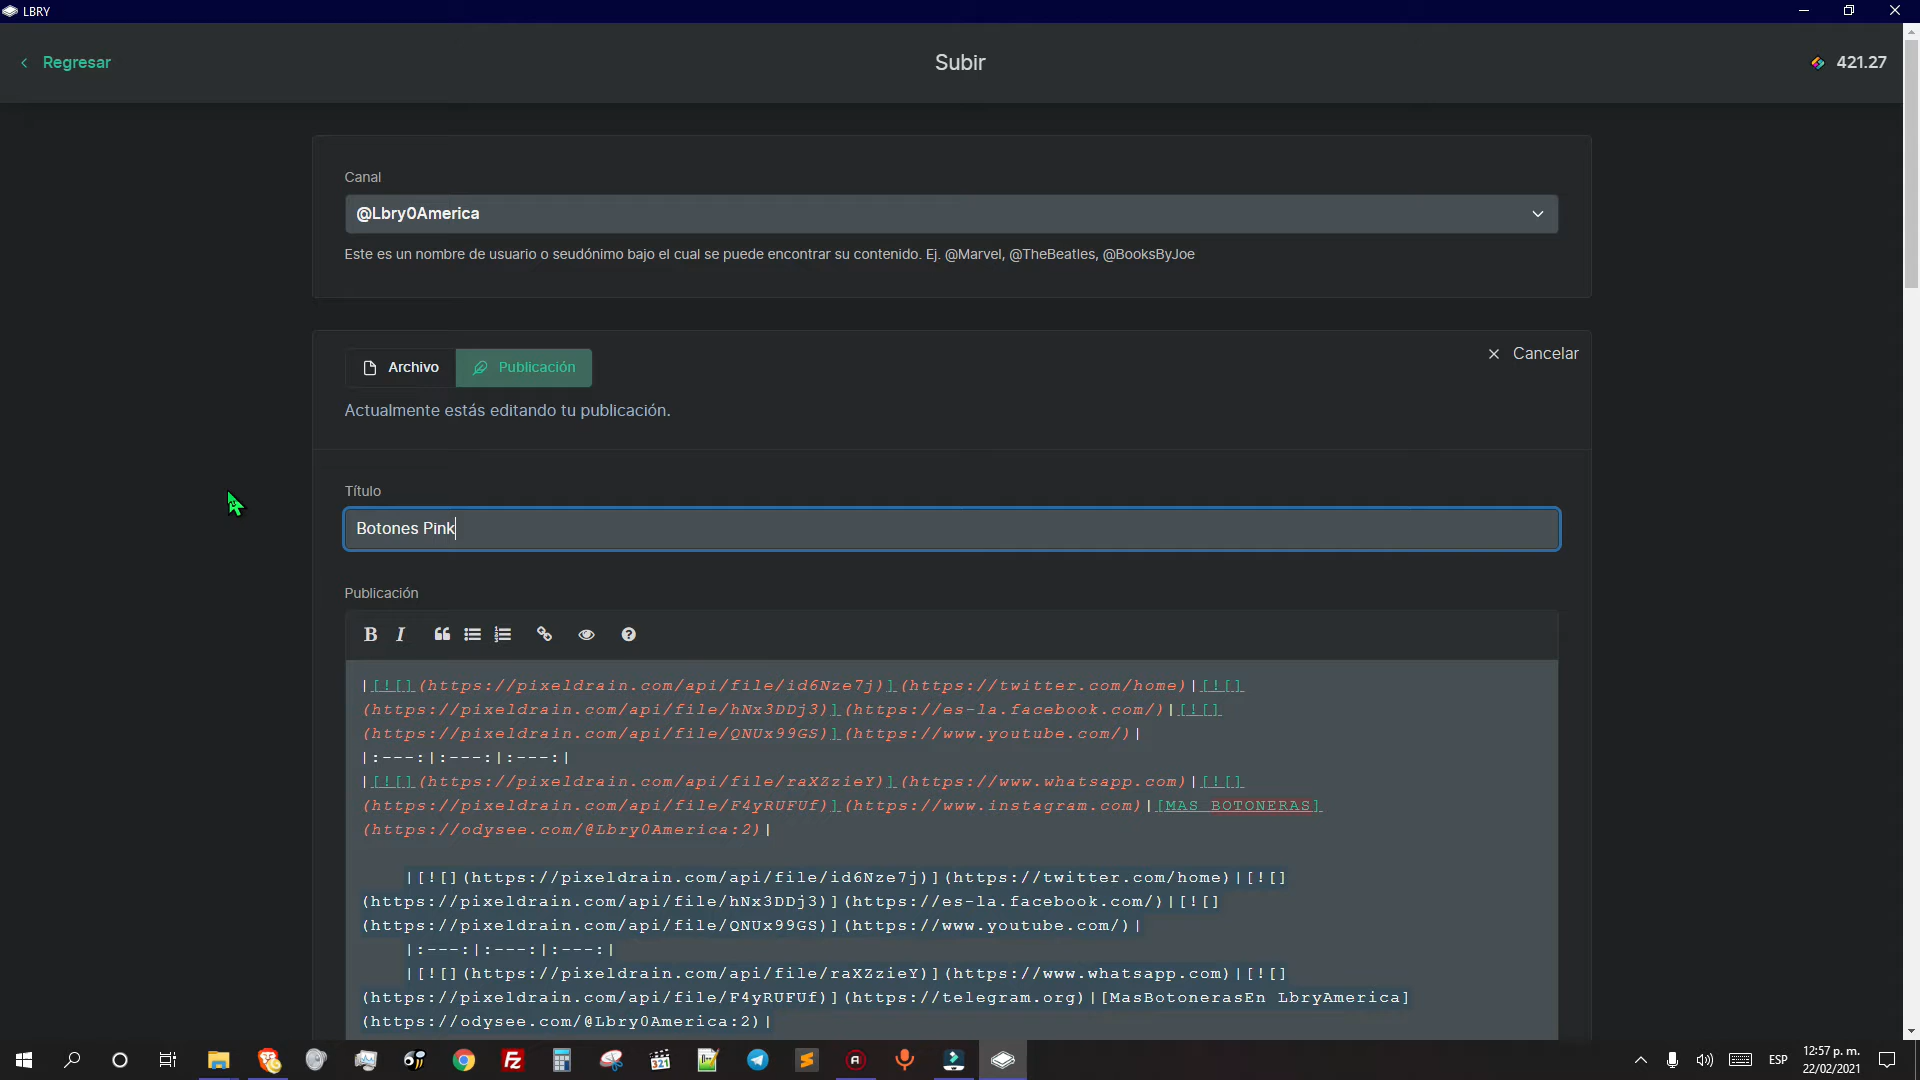 LBRY
Regresar
Subir
421.27
Canal
@Lbry0America
Este es un nombre de usuario o seudónimo bajo el cual se puede encontrar su contenido. Ej. @Marvel, @TheBeatles, @BooksByJoe
Archivo
Publicación
Cancelar
Actualmente estás editando tu publicación.
Título
Botones Pink
Publicación
B I
|[![](https://pixeldrain.com/api/file/id6Nze7j)](https://twitter.com/home)|[![]
(https://pixeldrain.com/api/file/hNx3DDj3)](https://es-la.facebook.com/)|[![]
(https://pixeldrain.com/api/file/QNUx99GS)](https://www.youtube.com/)|
|:---:|:---:|:---:|
|[![](https://pixeldrain.com/api/file/raXZzieY)](https://www.whatsapp.com)|[![]
(https://pixeldrain.com/api/file/F4yRUFUf)](https://www.instagram.com)|[MAS BOTONERAS]
(https://odysee.com/@Lbry0America:2)|
|[![](https://pixeldrain.com/api/file/id6Nze7j)](https://twitter.com/home)|[![]
(https://pixeldrain.com/api/file/hNx3DDj3)](https://es-la.facebook.com/)|[![]
(https://pixeldrain.com/api/file/QNUx99GS)](https://www.youtube.com/)|
|:---:|:---:|:---:|
|[![](https://pixeldrain.com/api/file/raXZzieY)](https://www.whatsapp.com)|[![]
(https://pixeldrain.com/api/file/F4yRUFUf)](https://telegram.org)|[MasBotonerasEn LbryAmerica]
(https://odysee.com/@Lbry0America:2)|
321
ESP
12:57 p. m.
22/02/2021